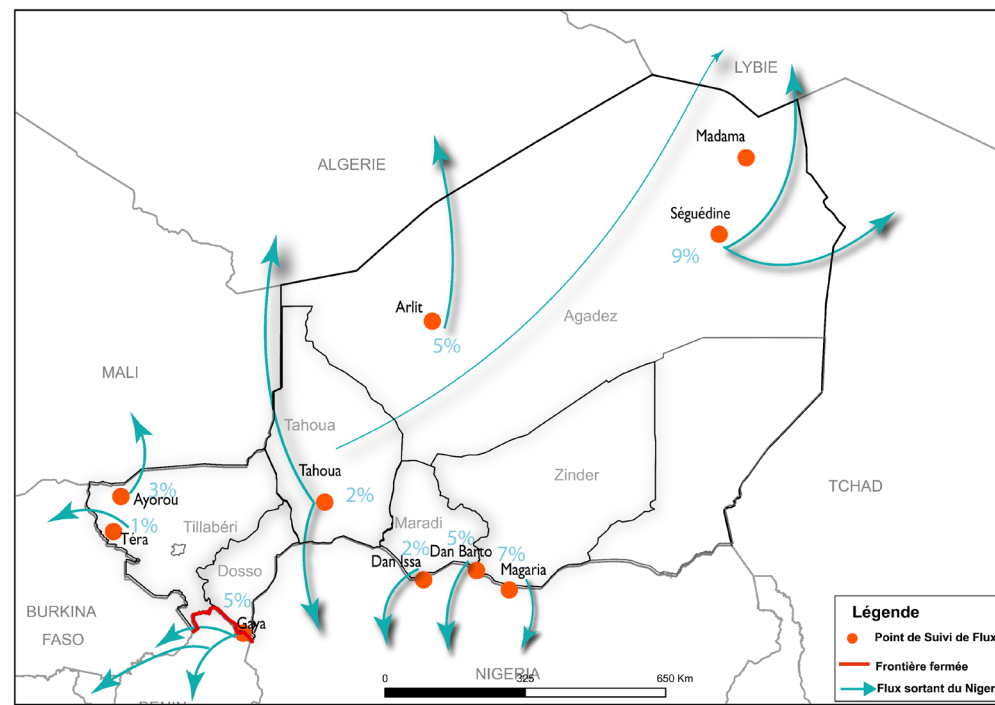 LYBIE
Madama
ALGERIE
Séguédine
9%
Arlit
Agadez
5%
MALI
Tahoua
Zinder
Tahoua
2%
TCHAD
3%
Ayorou
1%
Téra
Tillabéri
Maradi
5%
2%
Dan Barto
7%
Dan Issa
Magaria
Dosso
5%
Gaya
BURKINA
FASO
NIGERIA
BENIN
0
325
650 Km
Légende
Point de Suivi de Flux
Frontière fermée
Flux sortant du Niger